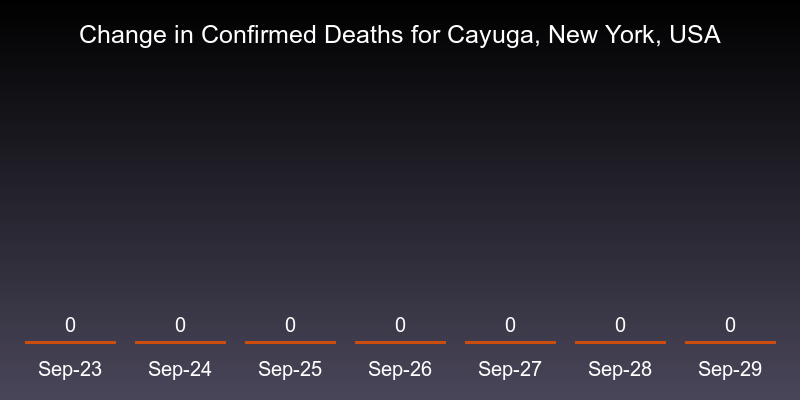 Change in Confirmed Deaths for Cayuga, New York, USA
0 0 0 0 0 0 0
Sep-23 Sep-24 Sep-25 Sep-26 Sep-27 Sep-28 Sep-29